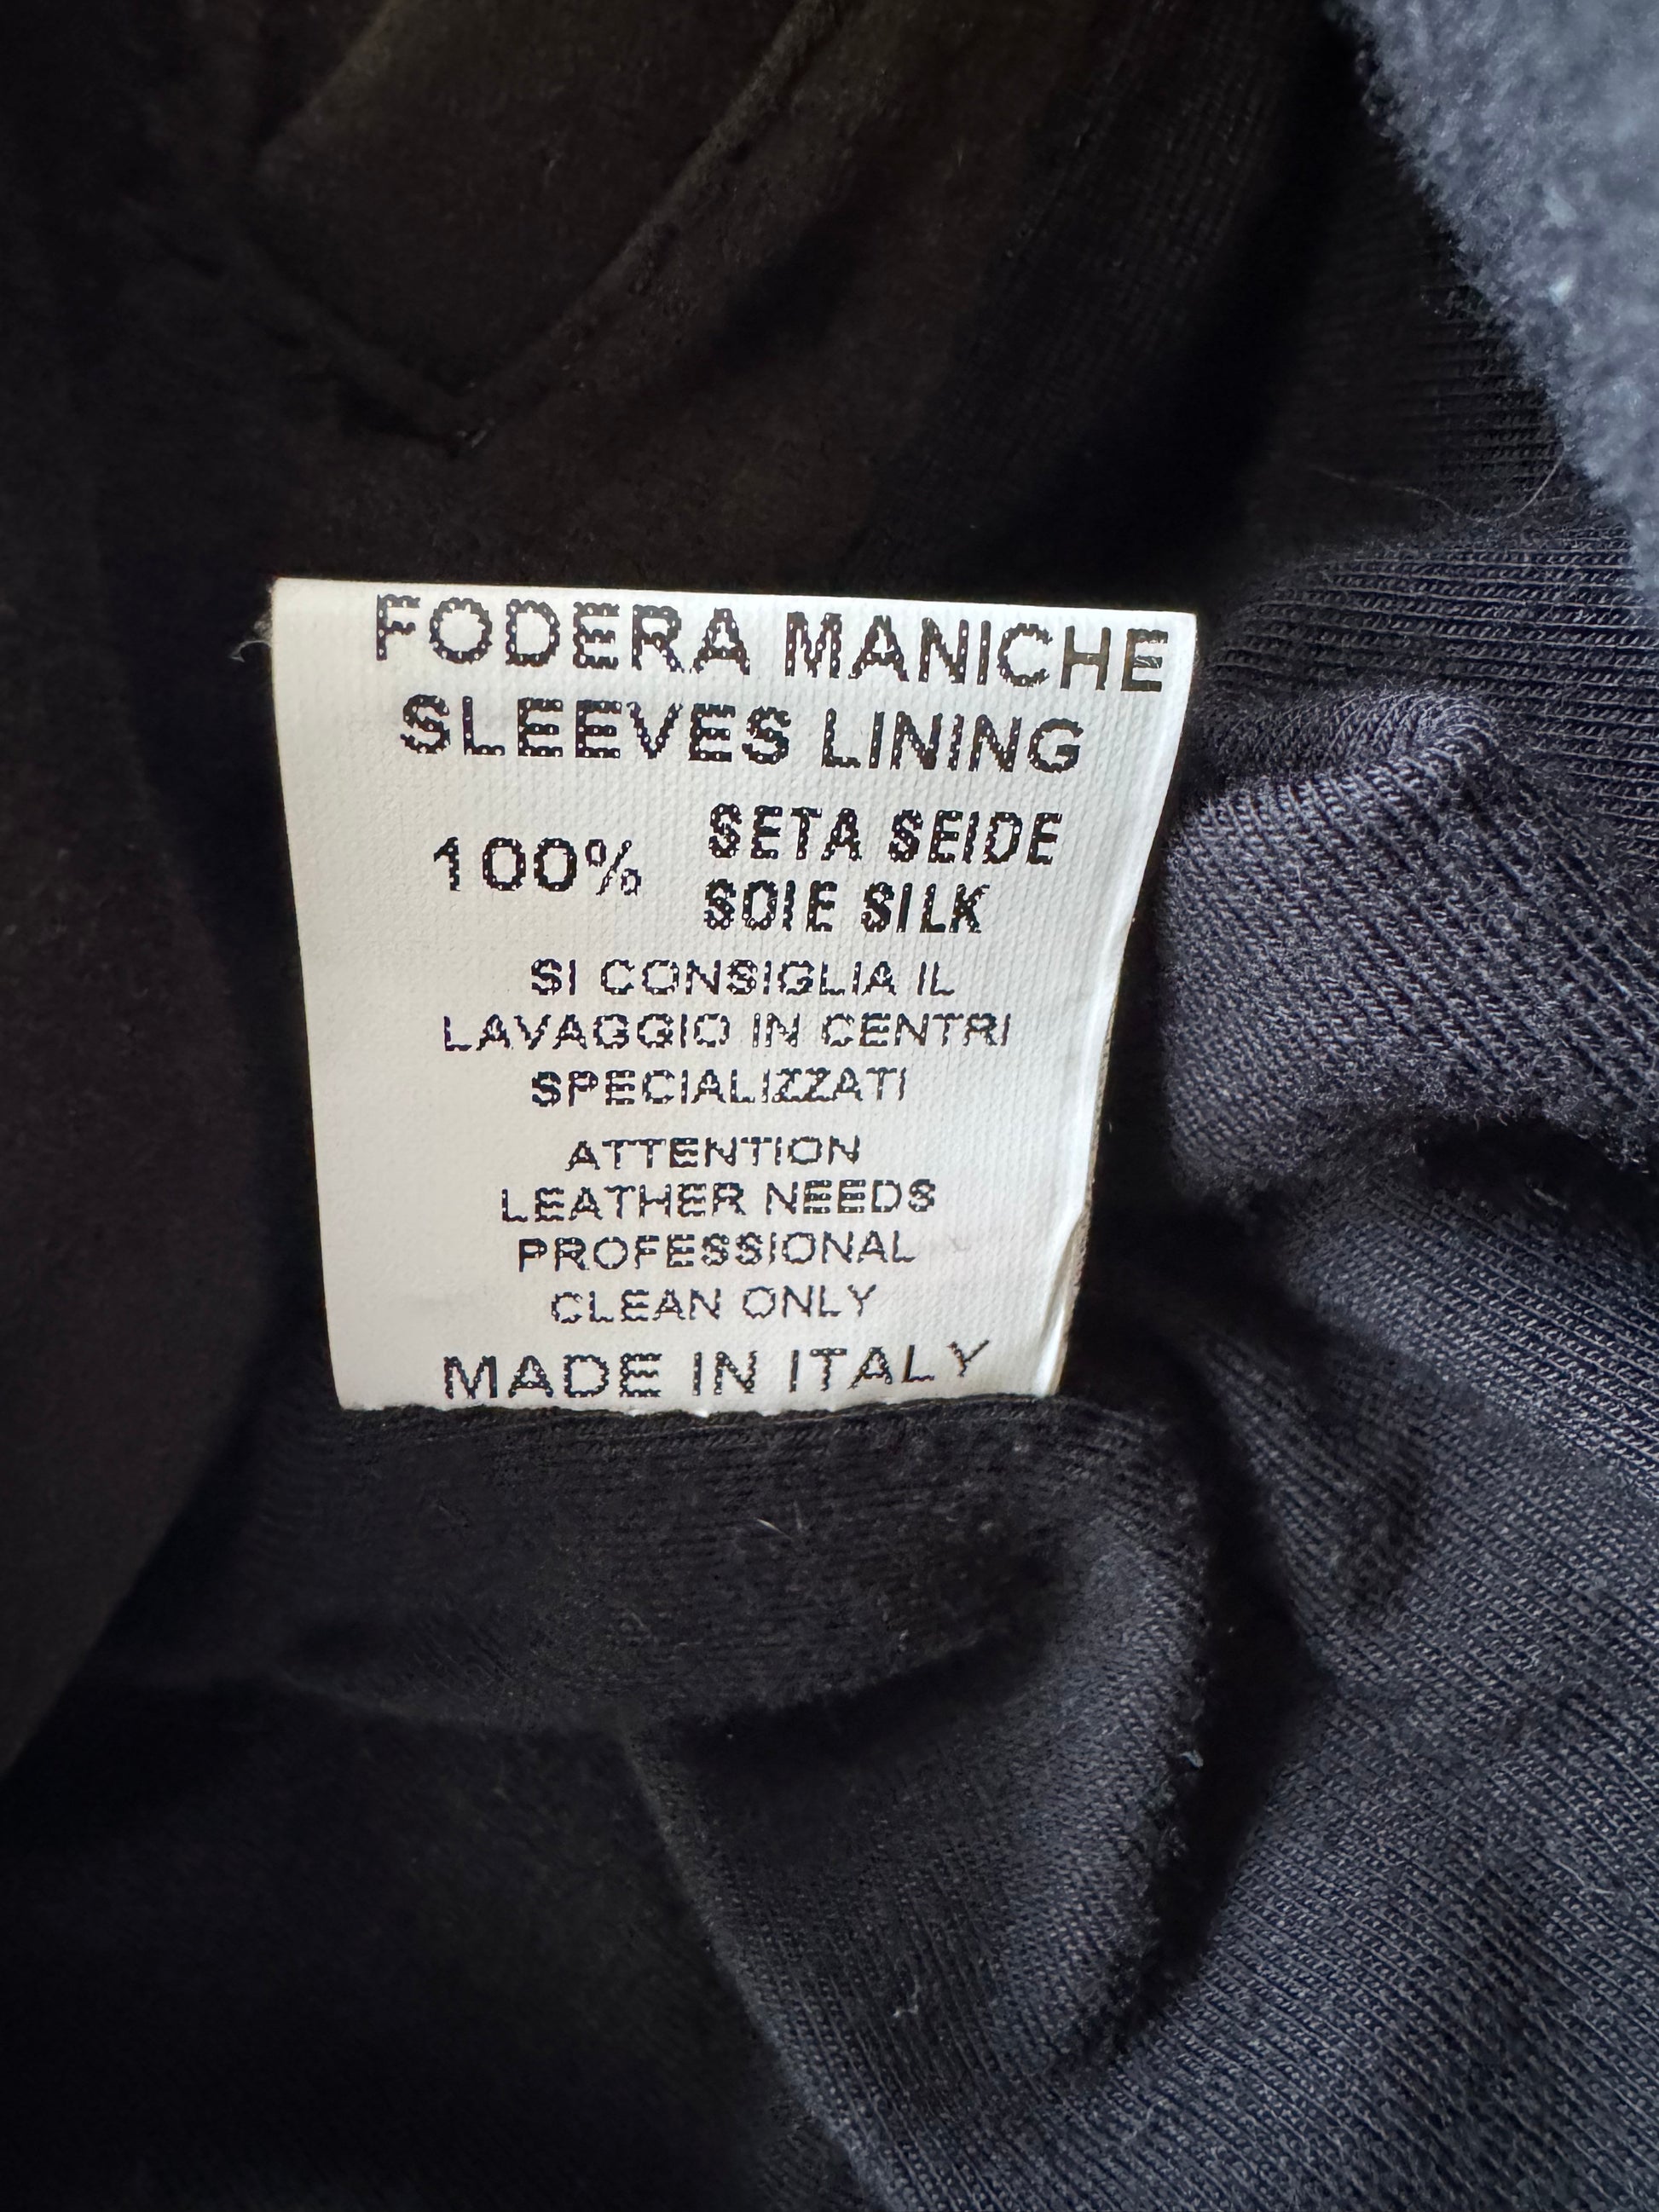 FODERA MANICHE
SLEEVES LINING
100% SETA SEIDE
SOIE SILK
SI CONSIGLIA IL
LAVAGGIO IN CENTRI
SPECIALIZZATI
ATTENTION
LEATHER NEEDS
PROFESSIONAL
CLEAN ONLY
MADE IN ITALY